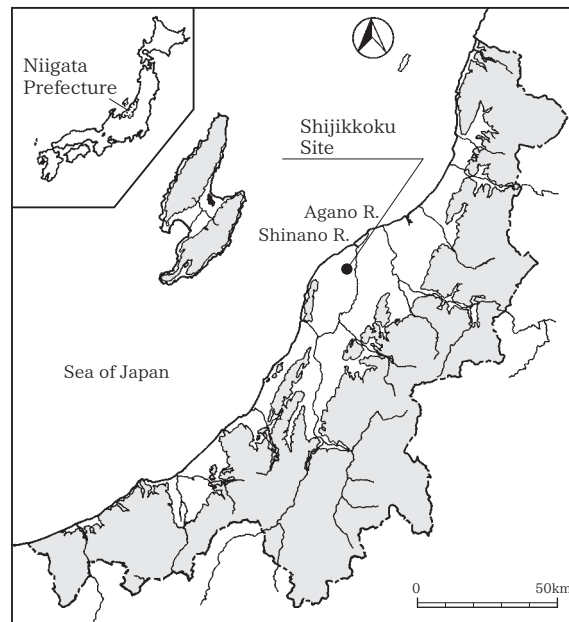 Niigata
Prefecture
Shijikkoku
Site
Agano R.
Shinano R.
Sea of Japan
0
50km